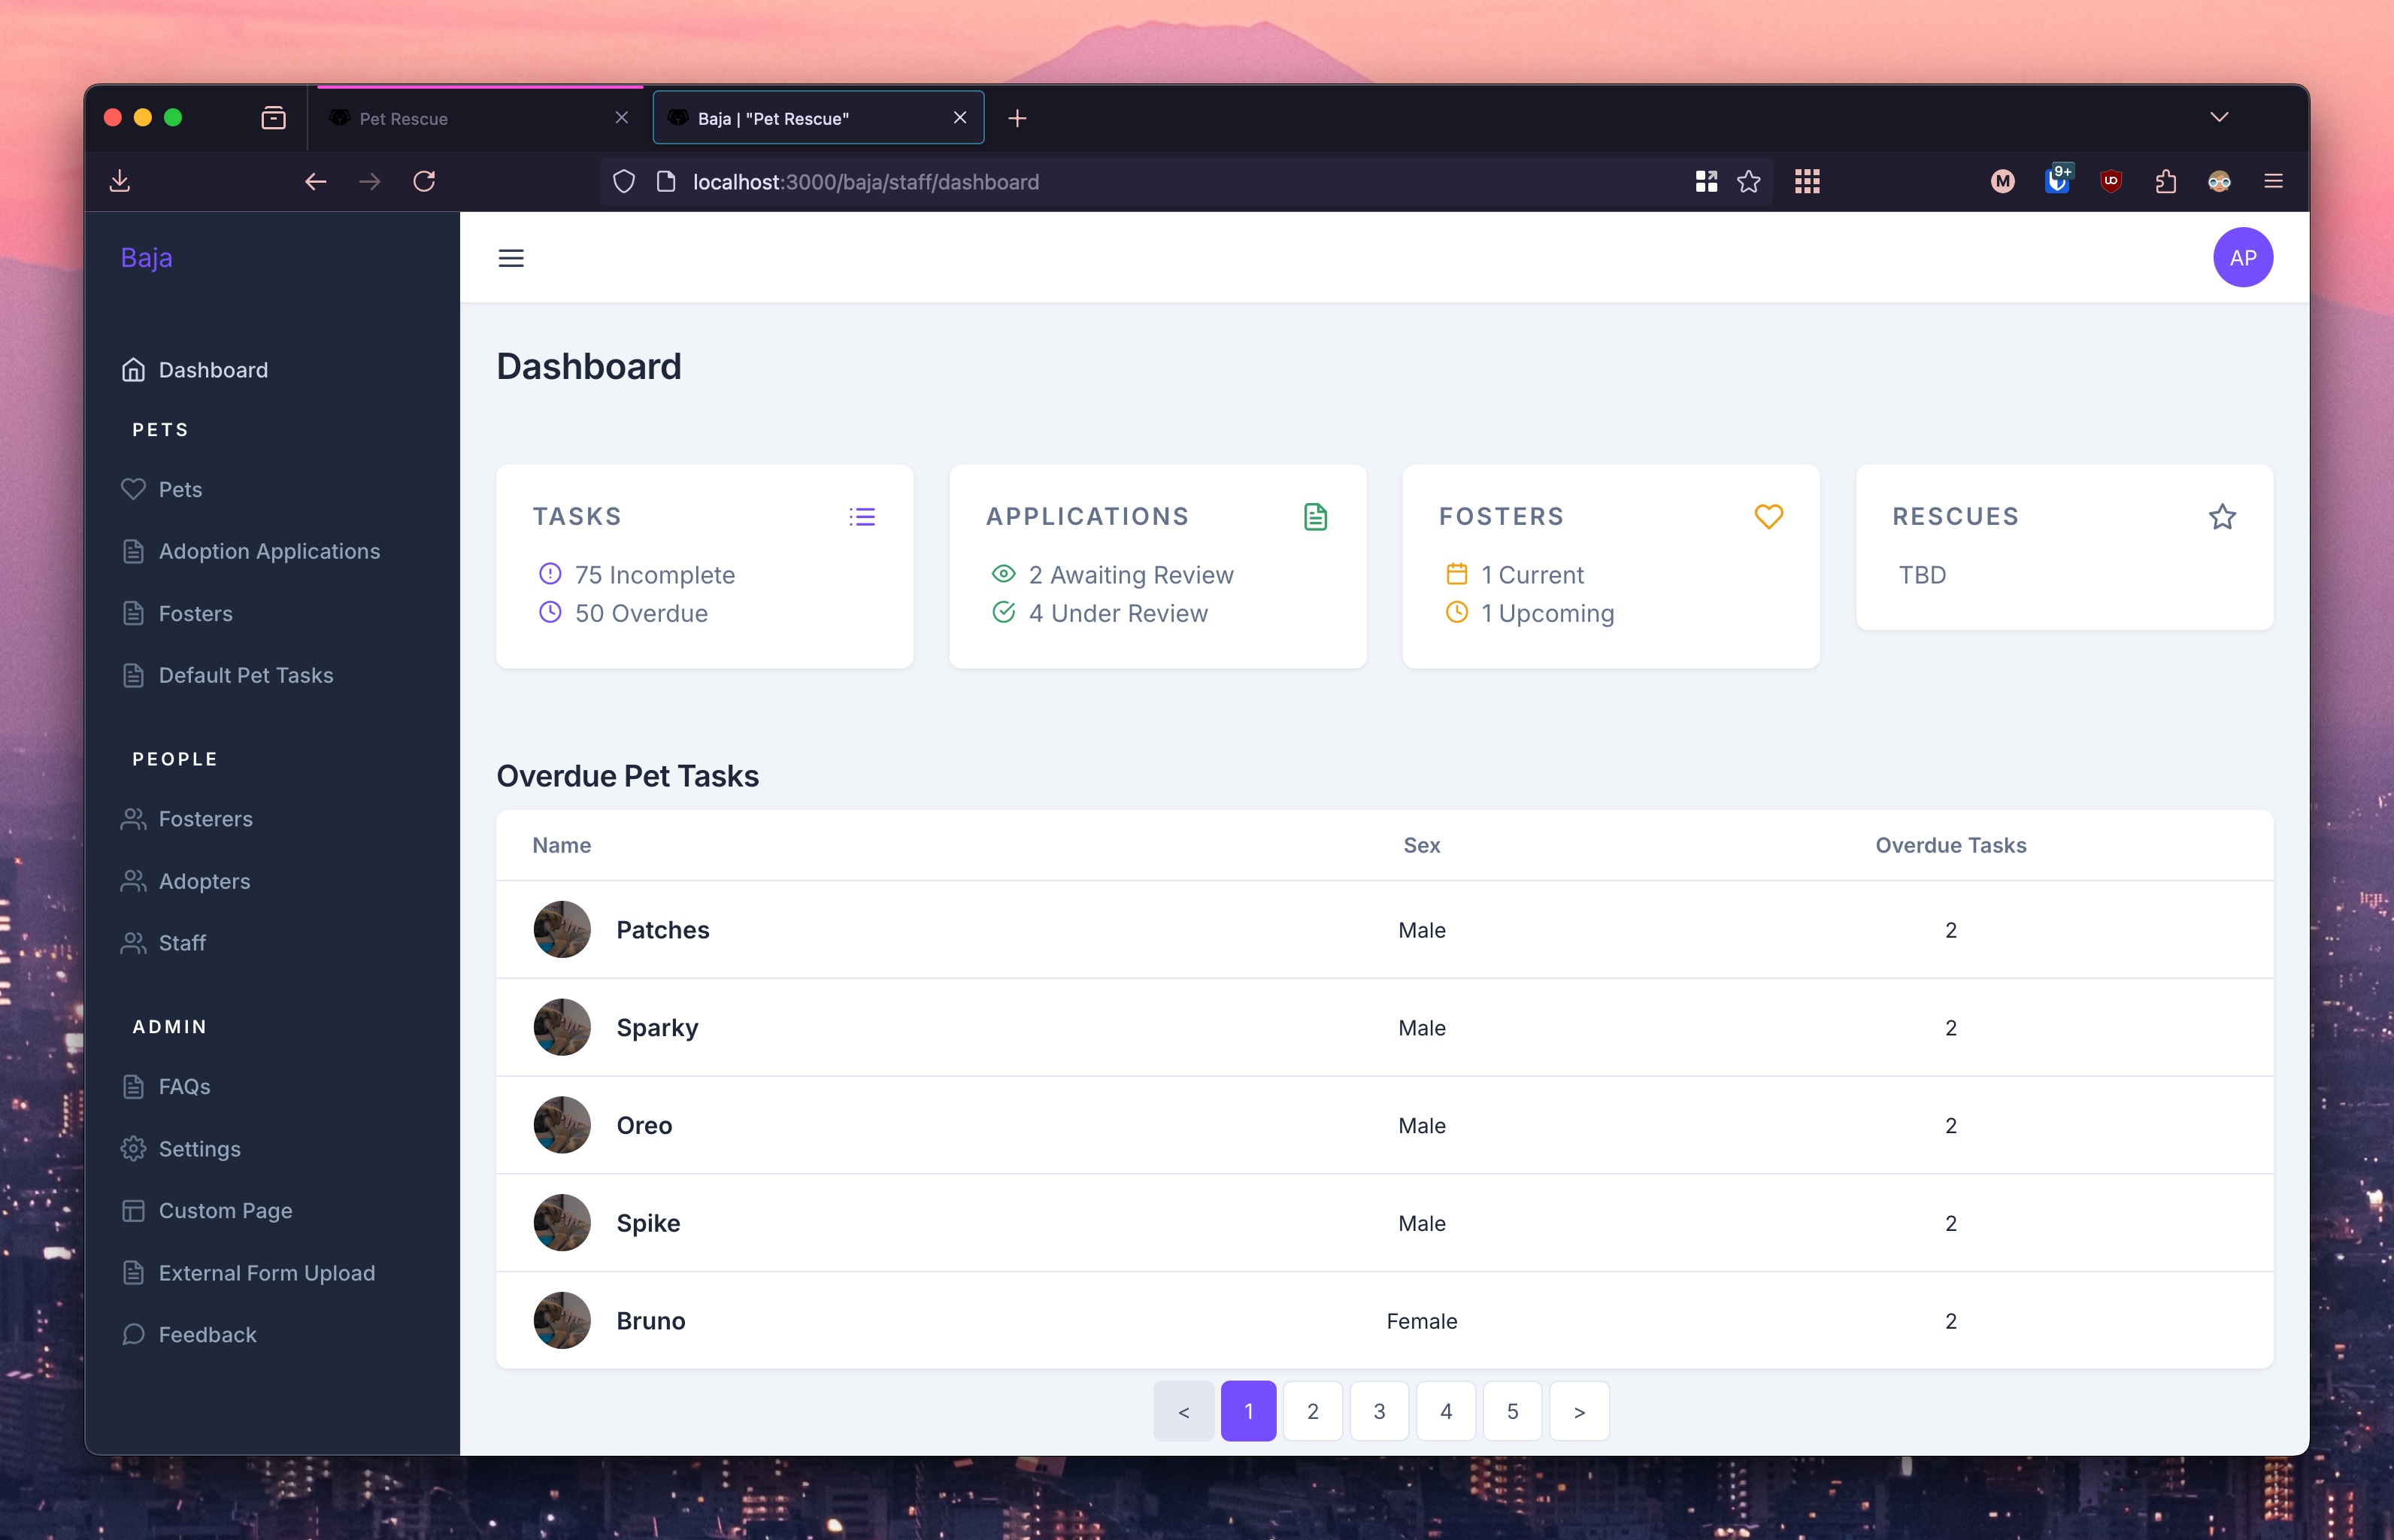 Pet Rescue
Baja | "Pet Rescue"
localhost:3000/baja/staff/dashboard
M
9+
UO
Baja
AP
Dashboard
PETS
Pets
Adoption Applications
Fosters
Default Pet Tasks
PEOPLE
Fosterers
Adopters
Staff
ADMIN
FAQs
Settings
Custom Page
External Form Upload
Feedback
Dashboard
TASKS
75 Incomplete
50 Overdue
APPLICATIONS
2 Awaiting Review
4 Under Review
FOSTERS
1 Current
1 Upcoming
RESCUES
TBD
Overdue Pet Tasks
Name Sex Overdue Tasks
Patches Male 2
Sparky Male 2
Oreo Male 2
Spike Male 2
Bruno Female 2
< 1 2 3 4 5 >